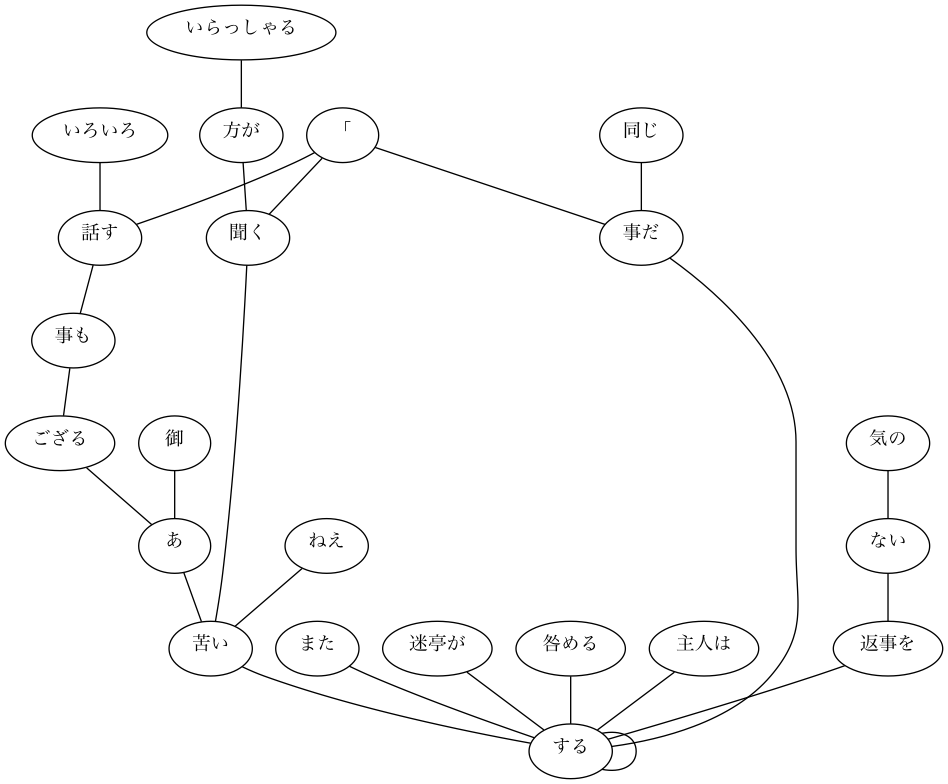 いらっしゃる
いろいろ
方が
「
同じ
話す
聞く
事だ
事も
ござる
御
気の
あ
ねえ
ない
苦い
また
迷亭が
咎める
主人は
返事を
する